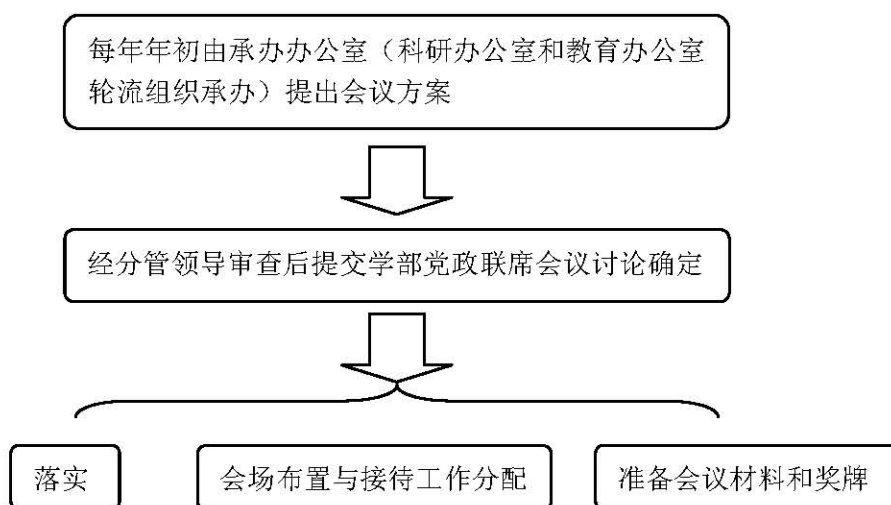 每年年初由承办办公室（科研办公室和教育办公室
轮流组织承办）提出会议方案
经分管领导审查后提交学部党政联席会议讨论确定
落实
会场布置与接待工作分配
准备会议材料和奖牌